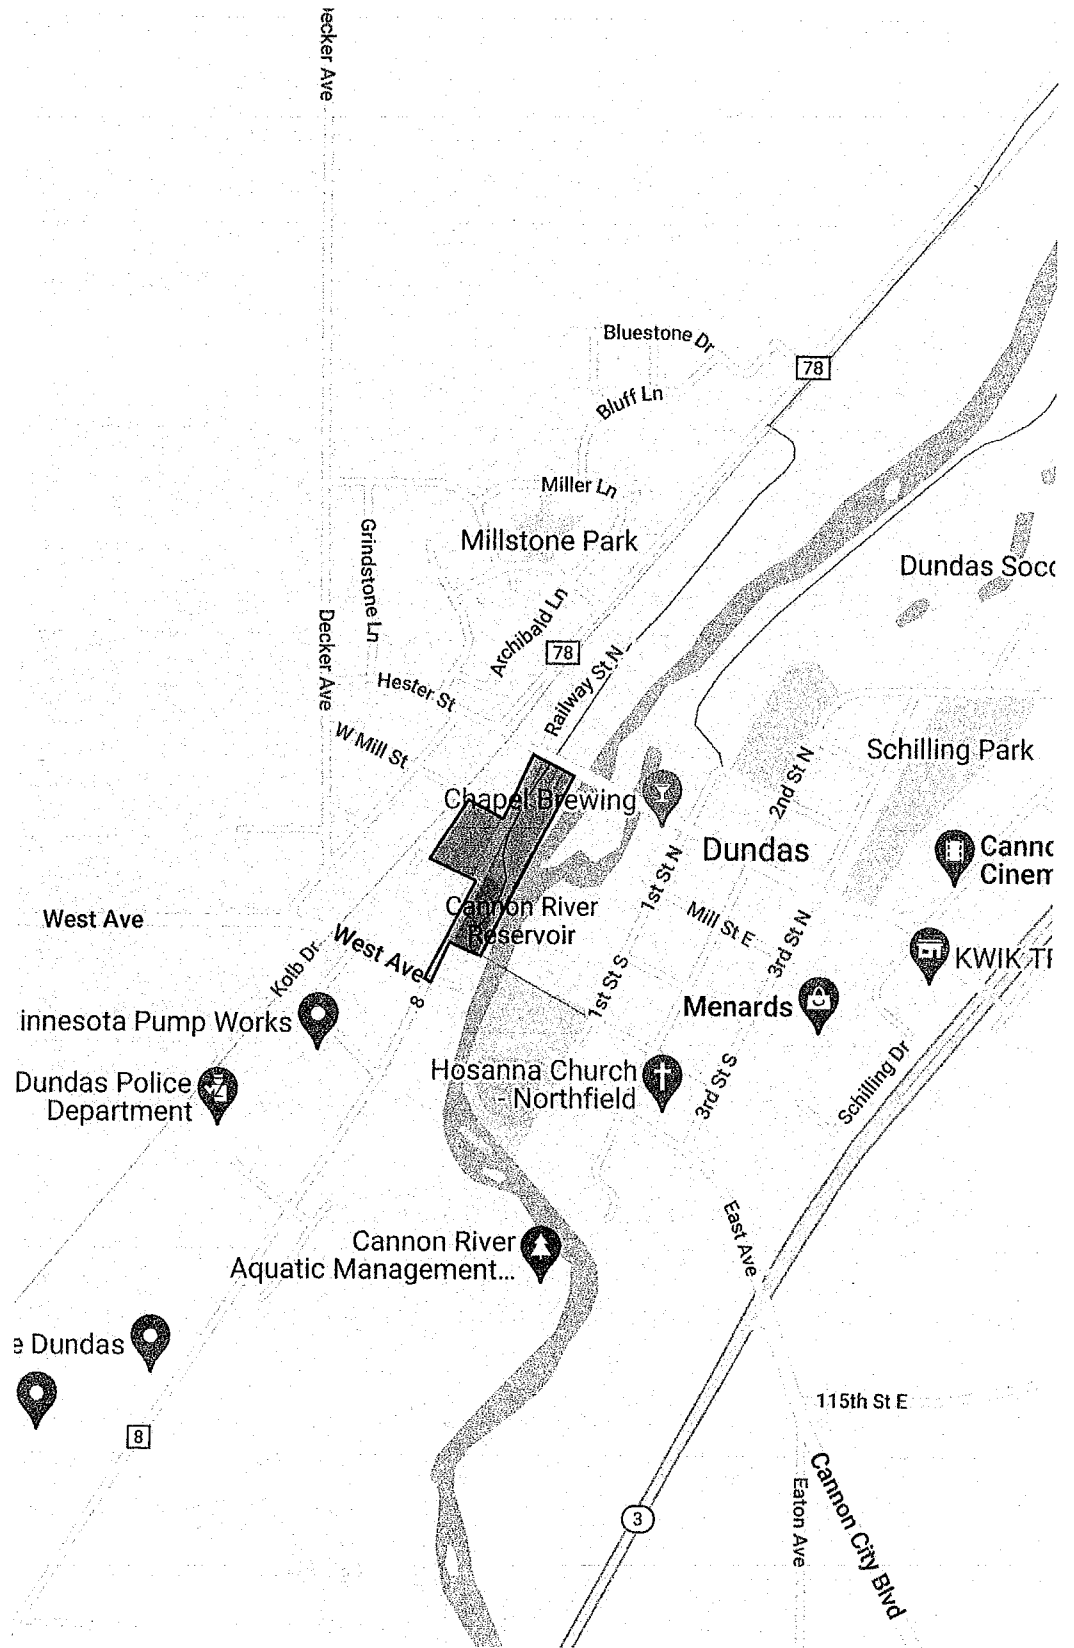 ecker Ave
Bluestone Dr
78
Bluff Ln
Miller Ln
Grindstone Ln
Millstone Park
Dundas Socc
Archibald Ln
Decker Ave
78
Railway St N
Hester St
W Mill St
Schilling Park
2nd St N
Chapel Brewing
Dundas
Canno
Cinem
1st St N
West Ave
Cannon River
Reservoir
Mill St E
3rd St N
West Ave
Kolb Dr
KWIK TR
8
1st St S
Menards
innesota Pump Works
Schilling Dr
Hosanna Church
- Northfield
Dundas Police
Department
3rd St S
East Ave
Cannon River
Aquatic Management...
e Dundas
115th St E
8
Cannon City Blvd
Eaton Ave
3